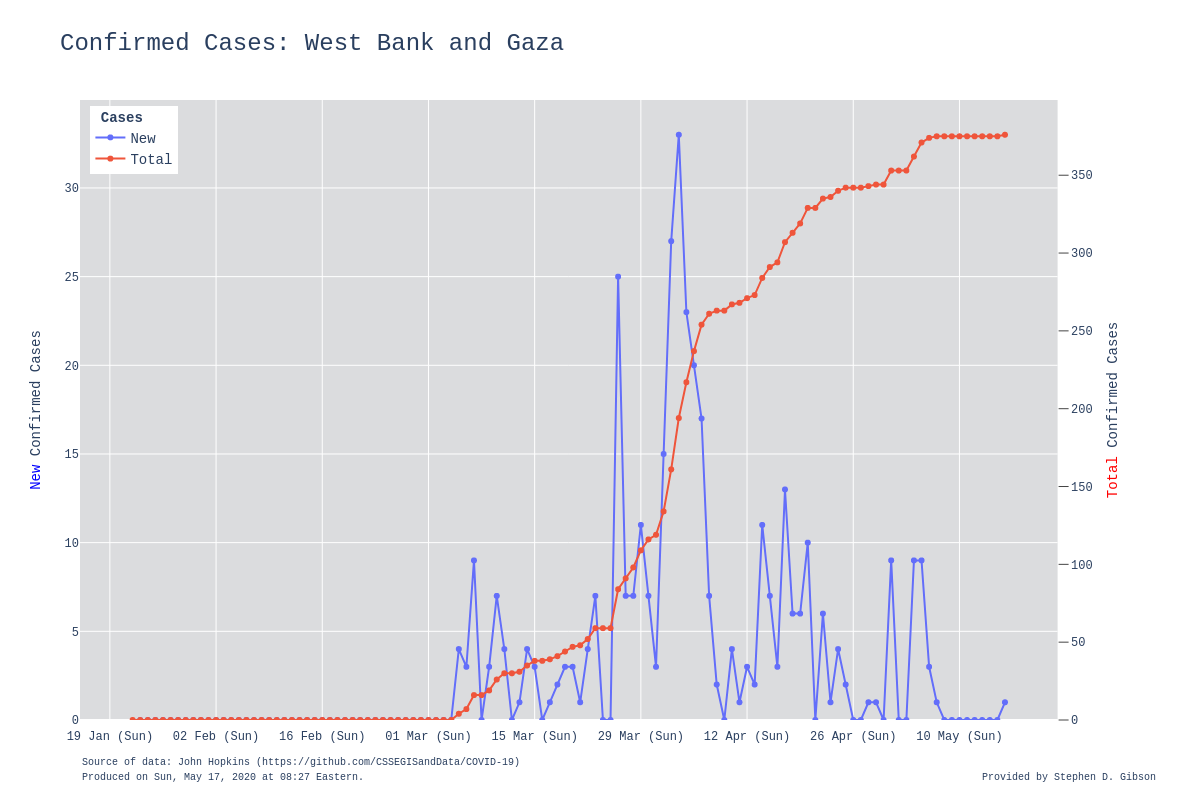 Confirmed Cases: West Bank and Gaza
Cases
New
Total
30
25
20
15
10
5
0
New Confirmed Cases
350
300
250
200
150
100
50
0
Total Confirmed Cases
19 Jan (Sun) 02 Feb (Sun) 16 Feb (Sun) 01 Mar (Sun) 15 Mar (Sun) 29 Mar (Sun) 12 Apr (Sun) 26 Apr (Sun) 10 May (Sun)
Source of data: John Hopkins (https://github.com/CSSEGISandData/COVID-19)
Produced on Sun, May 17, 2020 at 08:27 Eastern.
Provided by Stephen D. Gibson